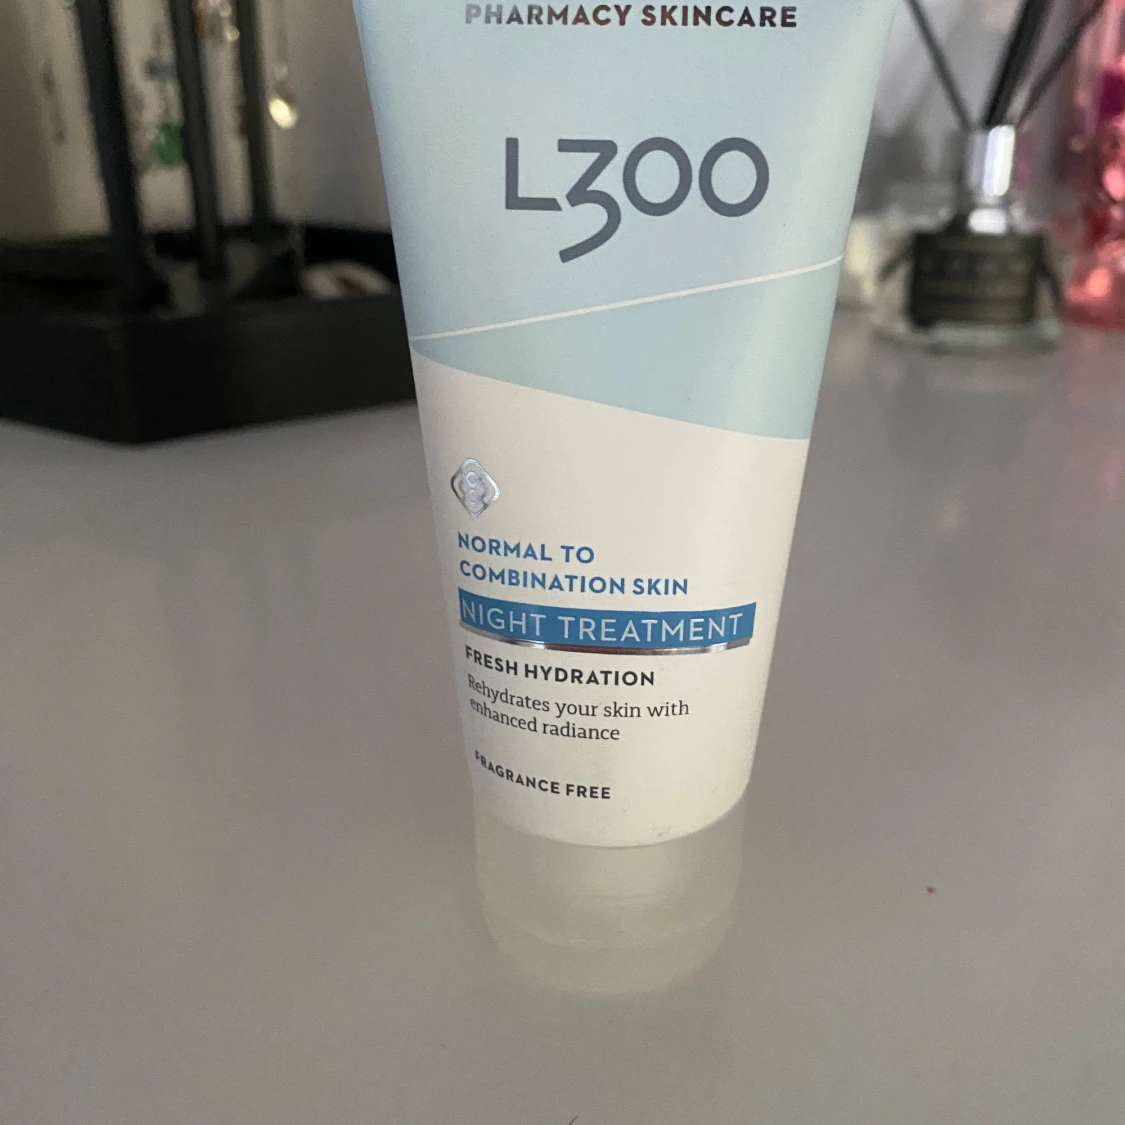 PHARMACY SKINCARE
L300
NORMAL TO
COMBINATION SKIN
NIGHT TREATMENT
FRESH HYDRATION
Rehydrates your skin with
enhanced radiance
FRAGRANCE FREE